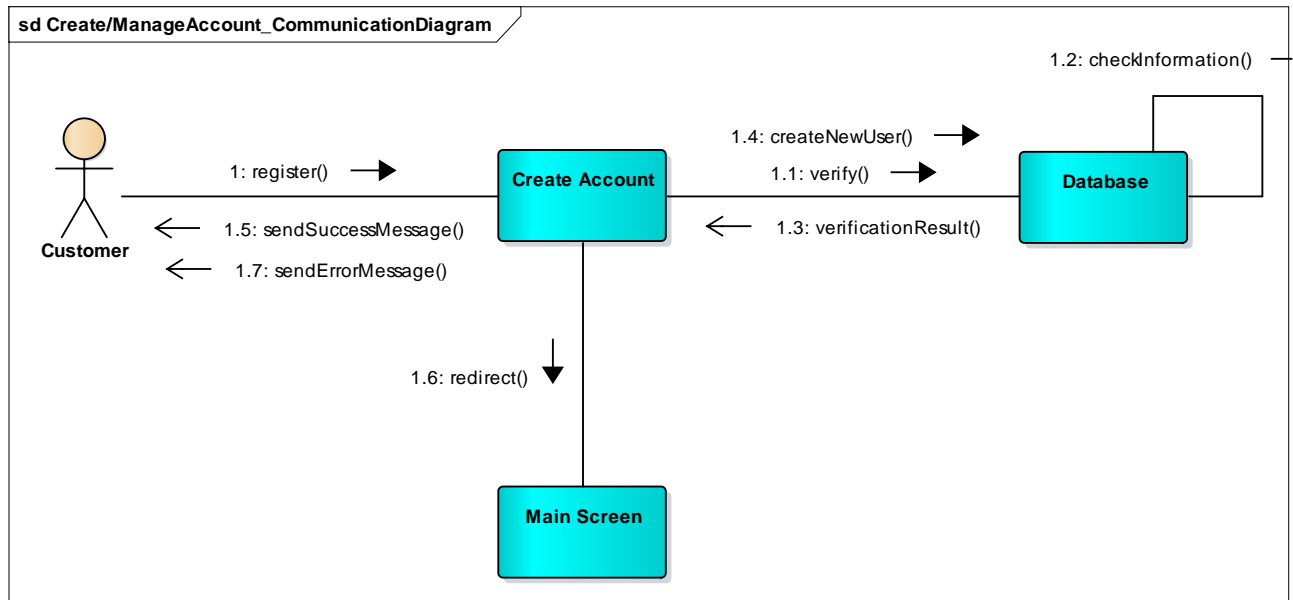 sd Create/ManageAccount_CommunicationDiagram
1.2: checkInformation()
1.4: createNewUser()
1: register()
1.1: verify()
Create Account
Database
1.5: sendSuccessMessage()
1.3: verificationResult()
Customer
1.7: sendErrorMessage()
1.6: redirect()
Main Screen